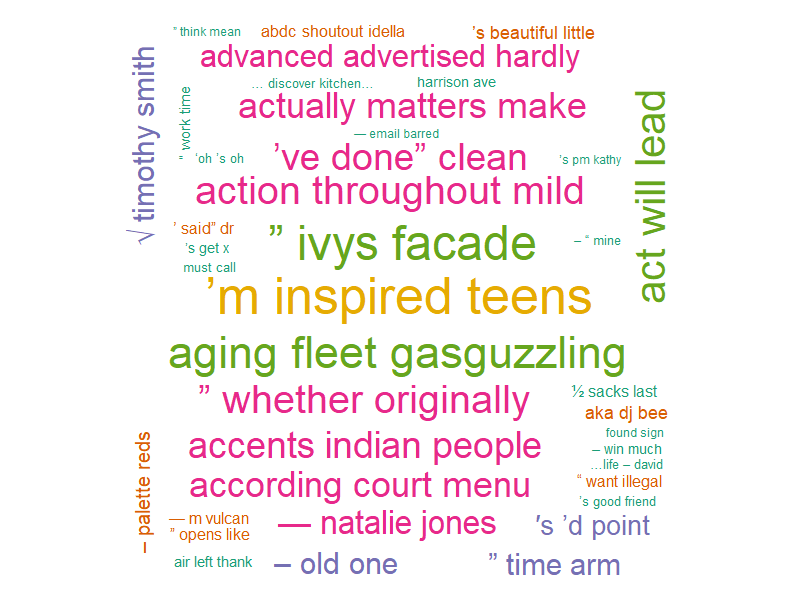 ” think mean
abdc shoutout idella
’s beautiful little
advanced advertised hardly
… discover kitchen…
harrison ave
√ timothy smith
” work time
actually matters make
— email barred
’oh ’s oh
’ve done” clean
’s pm kathy
action throughout mild
act will lead
’ said” dr
’s get x
must call
” ivys facade
– “ mine
’m inspired teens
aging fleet gasguzzling
” whether originally
½ sacks last
aka dj bee
found sign
– win much
…life – david
“ want illegal
’s good friend
accents indian people
according court menu
– palette reds
— m vulcan
” opens like
— natalie jones
’s ’d point
air left thank
– old one
” time arm